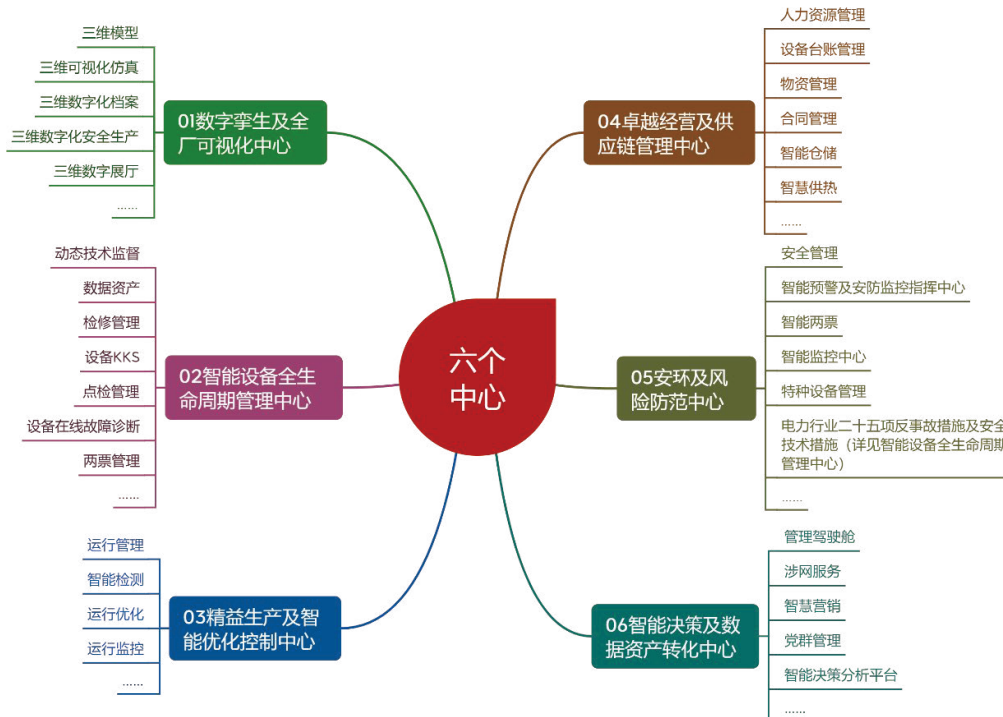 三维模型
三维可视化仿真
三维数字化档案
三维数字化安全生产
三维数字展厅
……
01数字孪生及全
厂可视化中心
动态技术监督
数据资产
检修管理
设备KKS
点检管理
设备在线故障诊断
两票管理
……
02智能设备全生
命周期管理中心
运行管理
智能检测
运行优化
运行监控
……
03精益生产及智
能优化控制中心
六个
中心
04卓越经营及供
应链管理中心
人力资源管理
设备台账管理
物资管理
合同管理
智能仓储
智慧供热
……
05安环及风
险防范中心
安全管理
智能预警及安防监控指挥中心
智能两票
智能监控中心
特种设备管理
电力行业二十五项反事故措施及安全
技术措施（详见智能设备全生命周期
管理中心）
……
06智能决策及数
据资产转化中心
管理驾驶舱
涉网服务
智慧营销
党群管理
智能决策分析平台
……